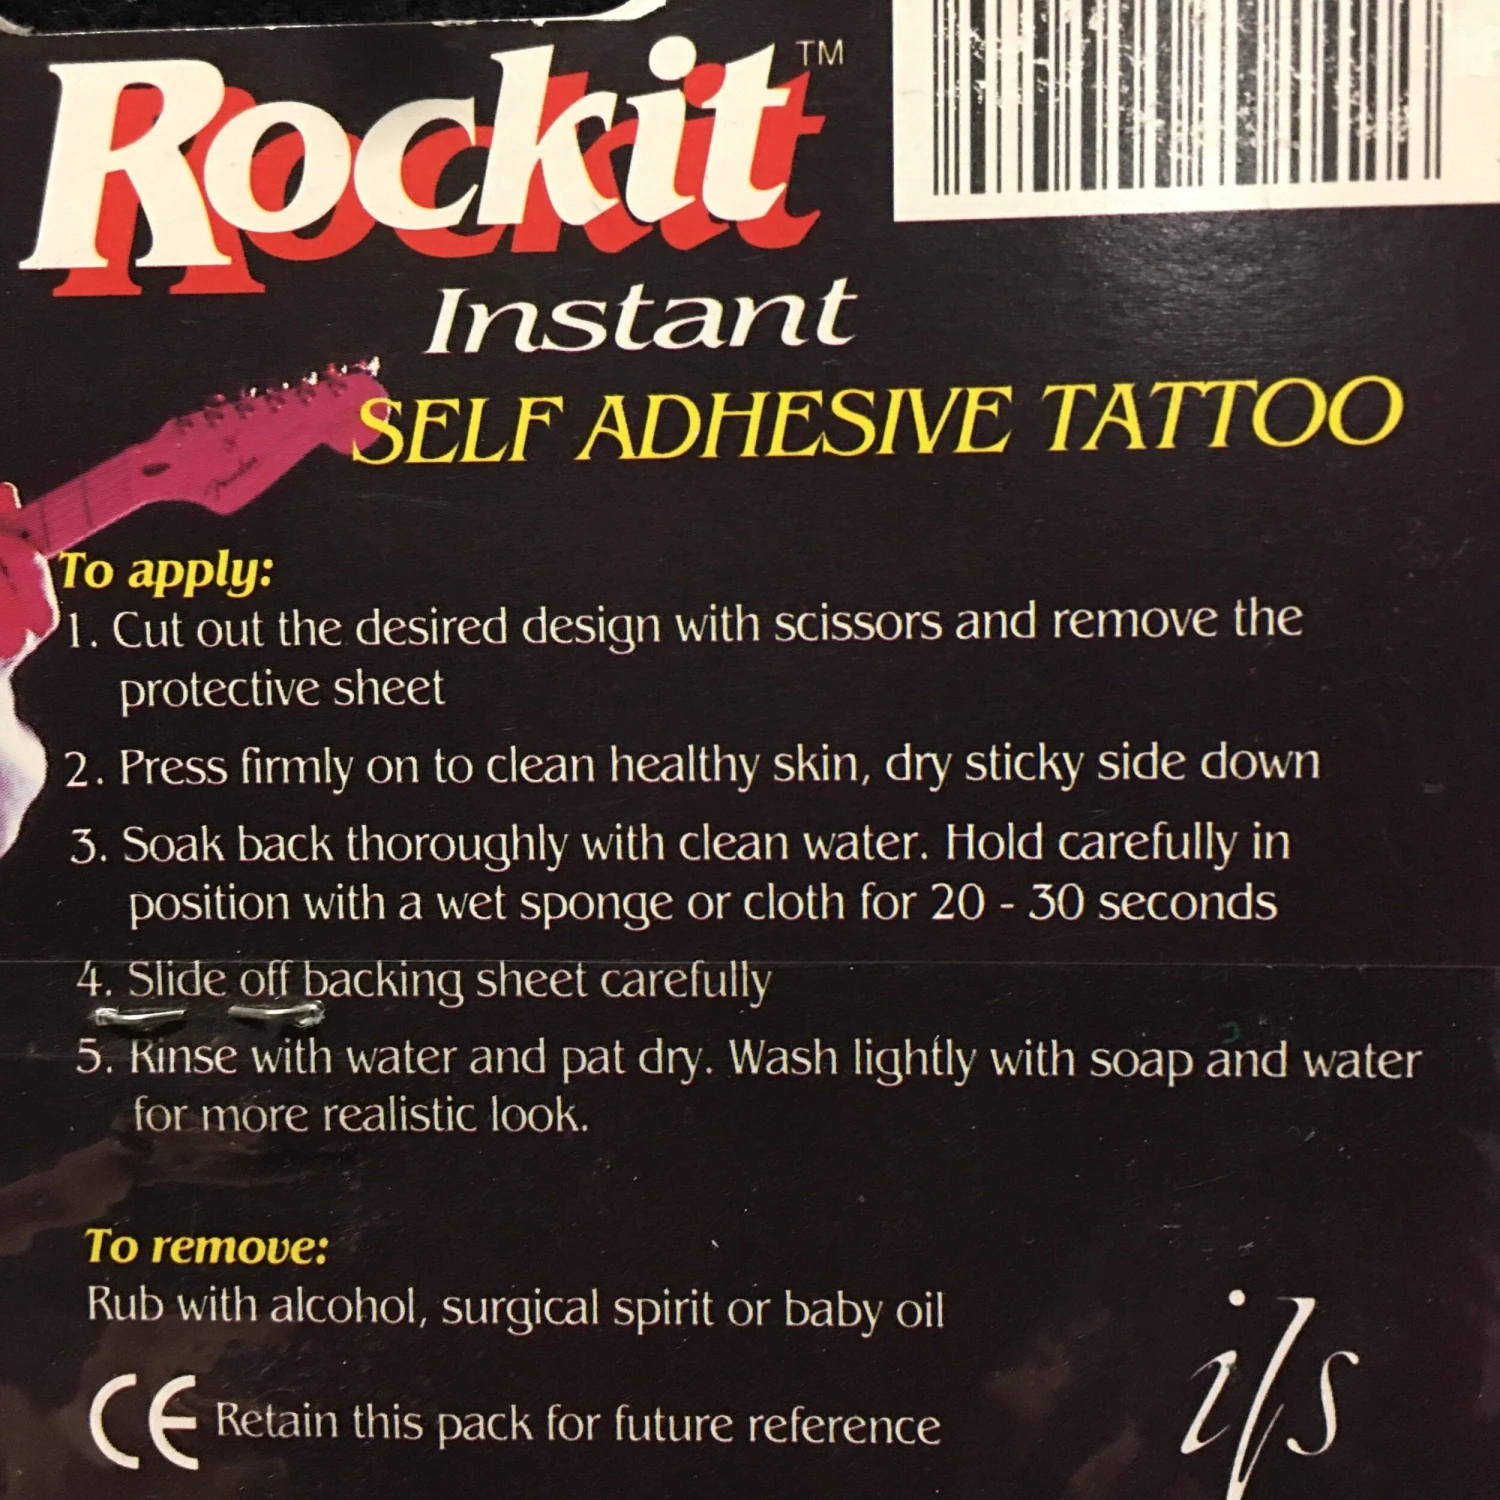 Rockit™
Instant
SELF ADHESIVE TATTOO
Fender
To apply:
1. Cut out the desired design with scissors and remove the
protective sheet
2. Press firmly on to clean healthy skin, dry sticky side down
3. Soak back thoroughly with clean water. Hold carefully in
position with a wet sponge or cloth for 20 - 30 seconds
4. Slide off backing sheet carefully
5. Rinse with water and pat dry. Wash lightly with soap and water
for more realistic look.
To remove:
Rub with alcohol, surgical spirit or baby oil
CE Retain this pack for future reference